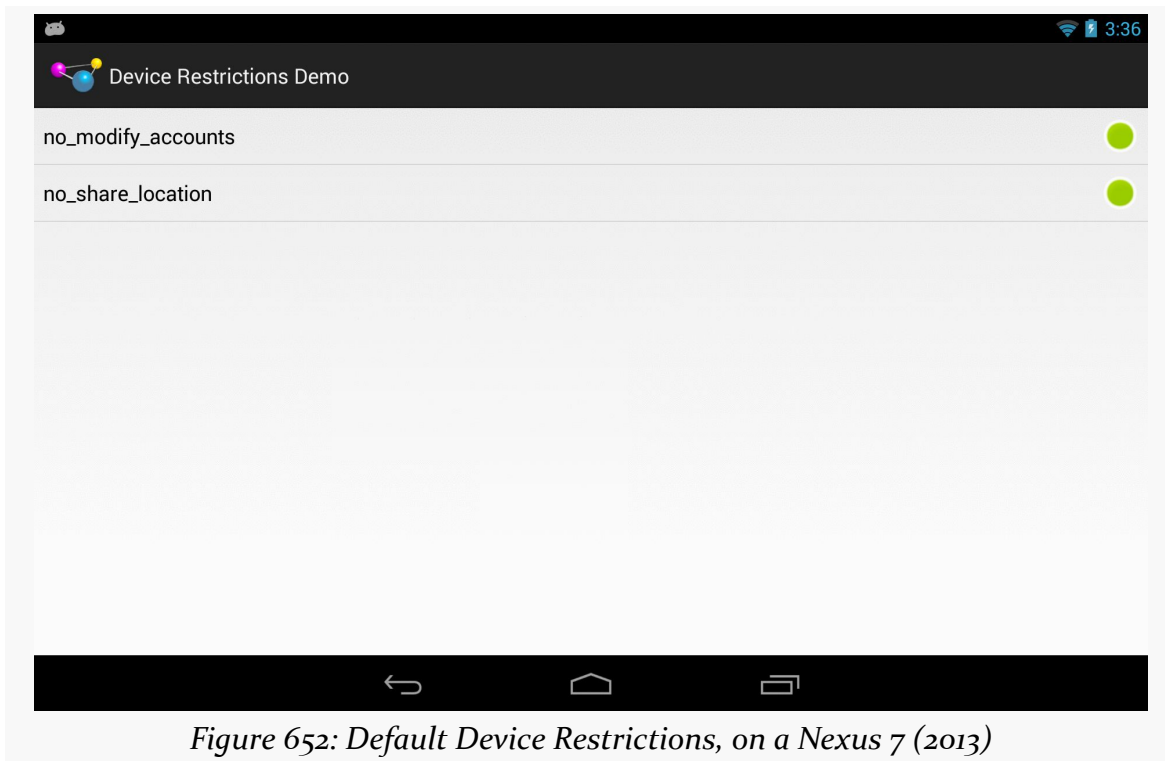 3:36
Device Restrictions Demo
no_modify_accounts
no_share_location
Figure 652: Default Device Restrictions, on a Nexus 7 (2013)